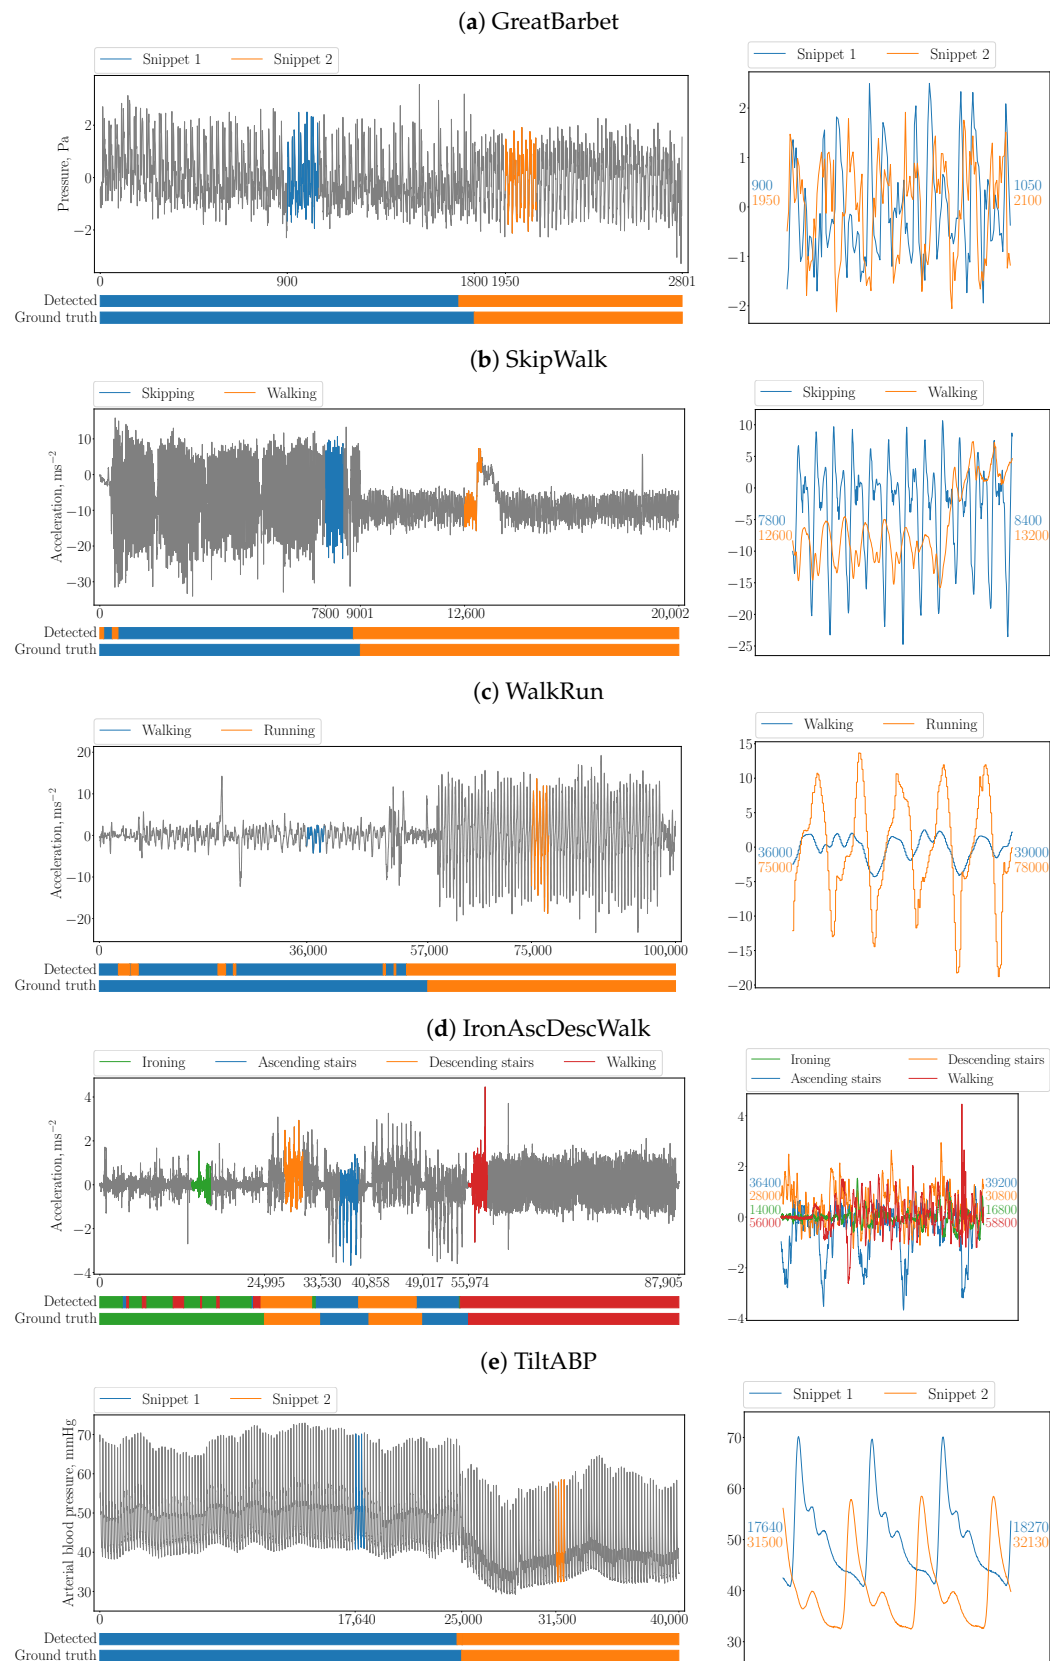 (a) GreatBarbet
Snippet 1 Snippet 2
Snippet 1 Snippet 2
Pressure, Pa
2
0
−2
0 900 1800 1950 2801
Detected
Ground truth
2
1
0
−1
−2
900
1950
1050
2100
(b) SkipWalk
Skipping Walking
Skipping Walking
Acceleration, ms−2
10
0
−10
−20
−30
0 7800 9001 12,600 20,002
Detected
Ground truth
10
5
0
−5
−10
−15
−20
−25
7800
12600
8400
13200
(c) WalkRun
Walking Running
Walking Running
Acceleration, ms−2
20
10
0
−10
−20
0 36,000 57,000 75,000 100,000
Detected
Ground truth
15
10
5
0
−5
−10
−15
−20
36000
75000
39000
78000
(d) IronAscDescWalk
Ironing Ascending stairs Descending stairs Walking
Ironing Descending stairs
Ascending stairs Walking
Acceleration, ms−2
4
2
0
−2
−4
0 24,995 33,530 40,858 49,017 55,974 87,905
Detected
Ground truth
4
2
0
−2
−4
36400
28000
14000
56000
39200
30800
16800
58800
(e) TiltABP
Snippet 1 Snippet 2
Snippet 1 Snippet 2
Arterial blood pressure, mmHg
70
60
50
40
30
0 17,640 25,000 31,500 40,000
Detected
Ground truth
70
60
50
40
30
17640
31500
18270
32130